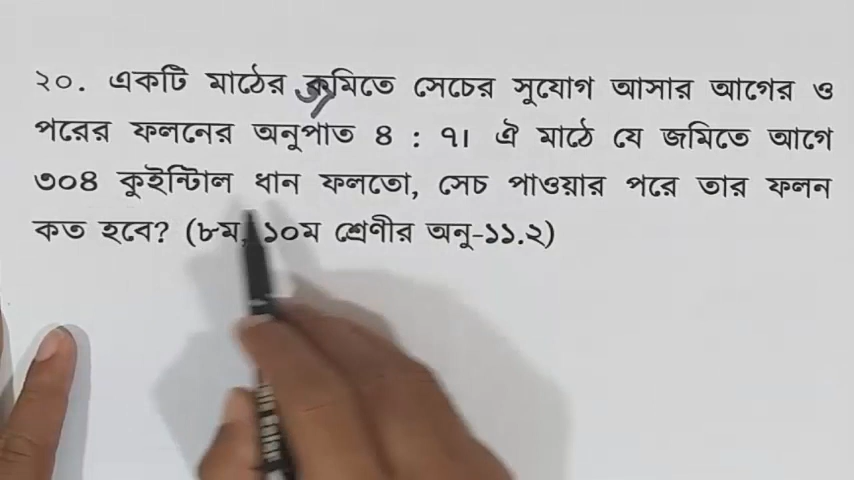 ২০. একটি মাঠের জমিতে সেচের সুযোগ আসার আগের ও
পরের ফলনের অনুপাত ৪ : ৭। ঐ মাঠে যে জমিতে আগে
৩০৪ কুইন্টাল ধান ফলতো, সেচ পাওয়ার পরে তার ফলন
কত হবে? (৮ম, ১০ম শ্রেণীর অনু-১১.২)